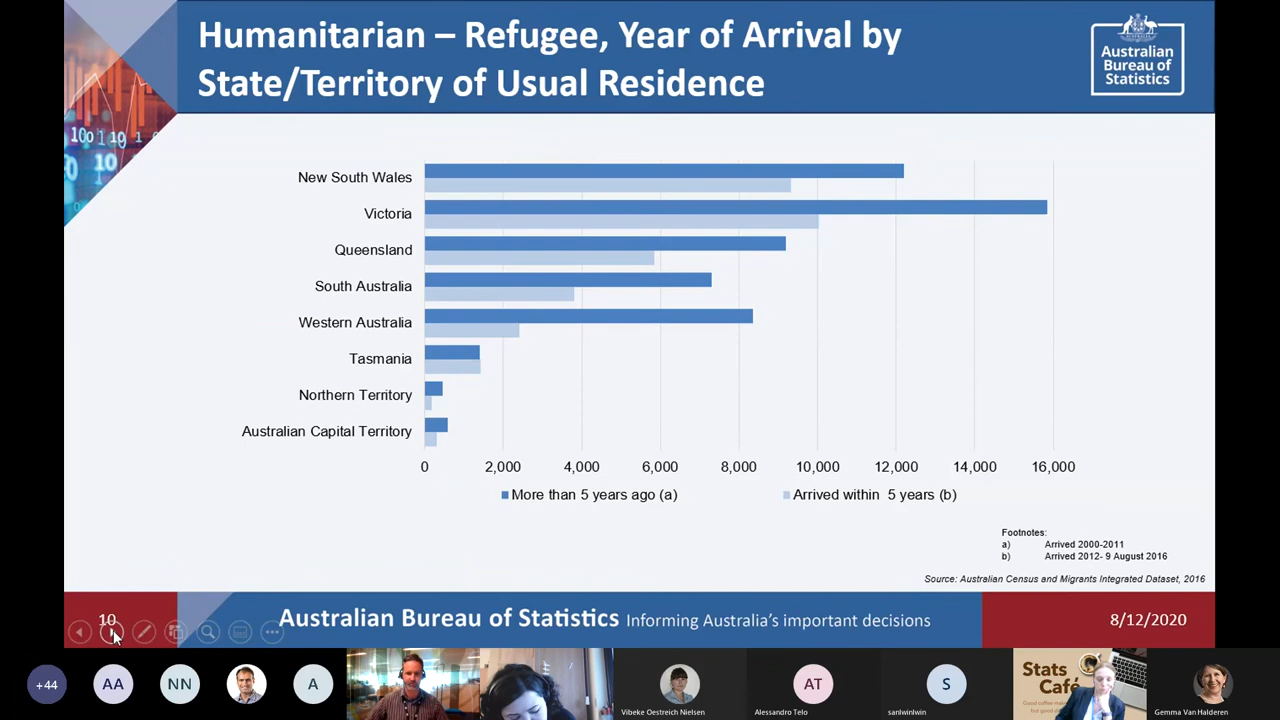 Humanitarian – Refugee, Year of Arrival by
State/Territory of Usual Residence
Australian
Bureau of
Statistics
New South Wales
Victoria
Queensland
South Australia
Western Australia
Tasmania
Northern Territory
Australian Capital Territory
0 2,000 4,000 6,000 8,000 10,000 12,000 14,000 16,000
More than 5 years ago (a) Arrived within 5 years (b)
Footnotes:
a) Arrived 2000-2011
b) Arrived 2012- 9 August 2016
Source: Australian Census and Migrants Integrated Dataset, 2016
10
Australian Bureau of Statistics Informing Australia's important decisions
8/12/2020
+44 AA NN A AT S
Stats
Café
Vibeke Oestreich Nielsen Alessandro Telo sanlwinlwin Gemma Van Halderen